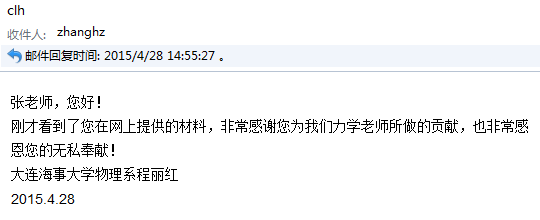 clh
收件人: zhanghz
邮件回复时间: 2015/4/28 14:55:27 。
张老师，您好！
刚才看到了您在网上提供的材料，非常感谢您为我们力学老师所做的贡献，也非常感
恩您的无私奉献！
大连海事大学物理系程丽红
2015.4.28